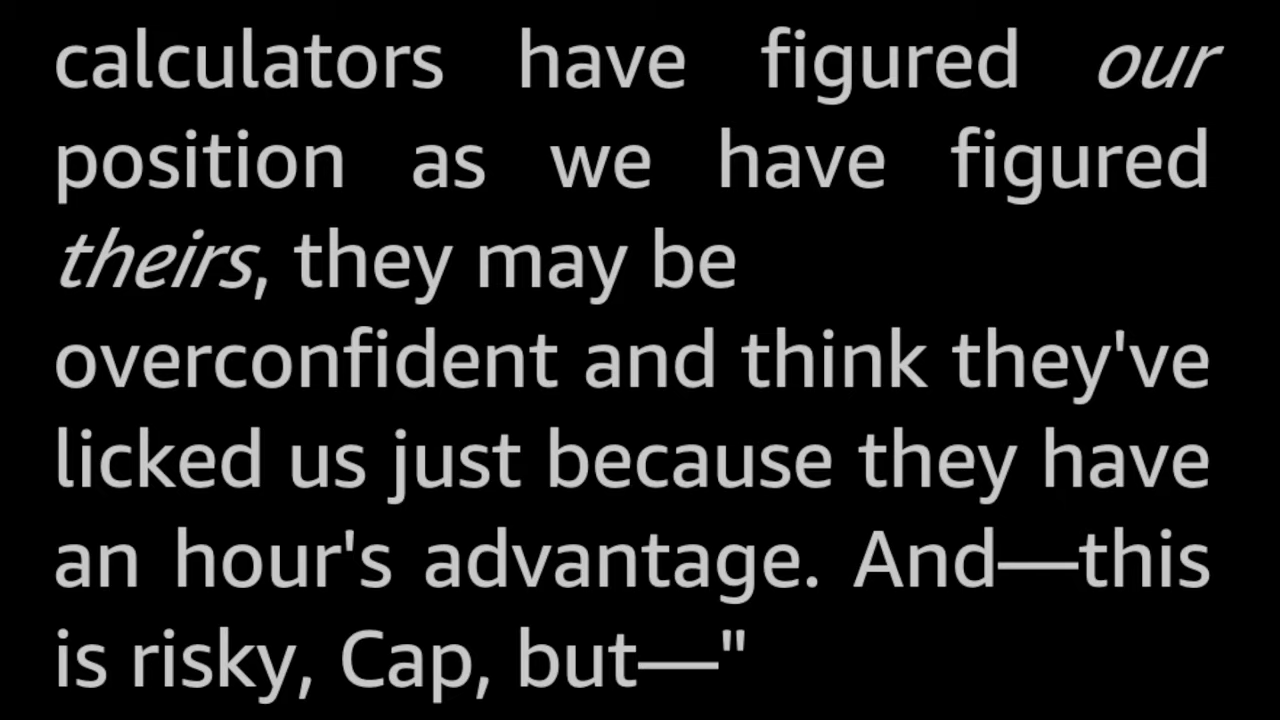 calculators have figured our
position as we have figured
theirs, they may be
overconfident and think they've
licked us just because they have
an hour's advantage. And—this
is risky, Cap, but—"